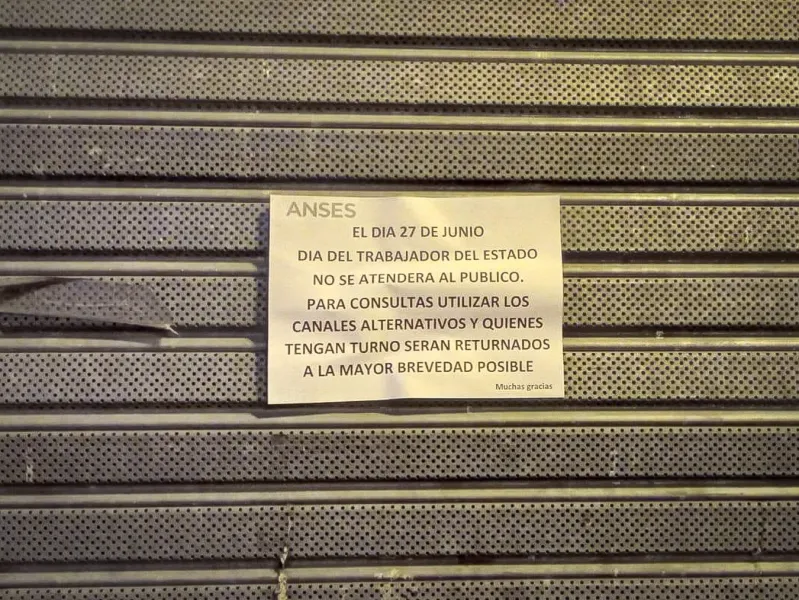 ANSES
EL DIA 27 DE JUNIO
DIA DEL TRABAJADOR DEL ESTADO
NO SE ATENDERA AL PUBLICO.
PARA CONSULTAS UTILIZAR LOS
CANALES ALTERNATIVOS Y QUIENES
TENGAN TURNO SERAN RETURNADOS
A LA MAYOR BREVEDAD POSIBLE
Muchas gracias